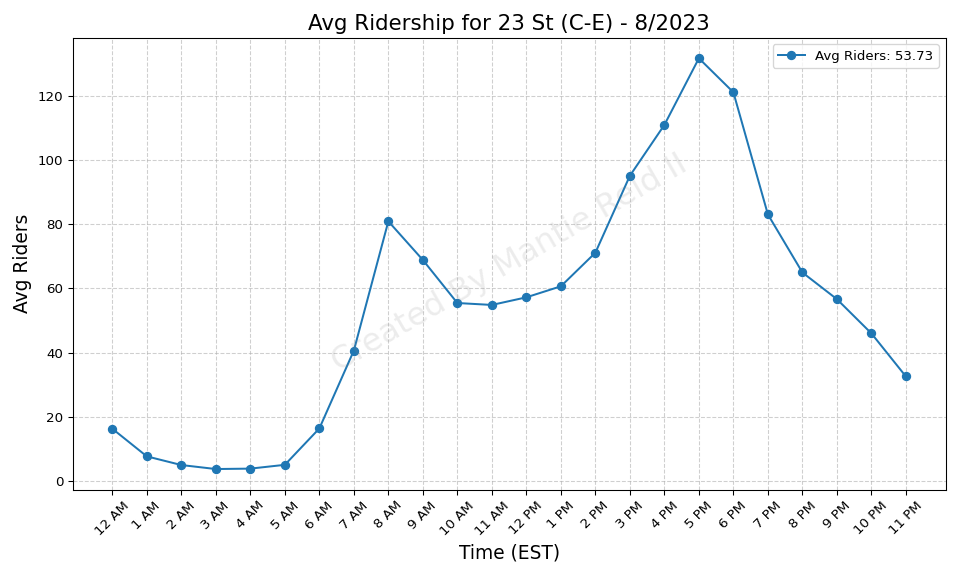 Avg Ridership for 23 St (C-E) - 8/2023
Avg Riders: 53.73
Avg Riders
120
100
80
60
40
20
0
Created By Mantie Reid II
12 AM
1 AM
2 AM
3 AM
4 AM
5 AM
6 AM
7 AM
8 AM
9 AM
10 AM
11 AM
12 PM
1 PM
2 PM
3 PM
4 PM
5 PM
6 PM
7 PM
8 PM
9 PM
10 PM
11 PM
Time (EST)